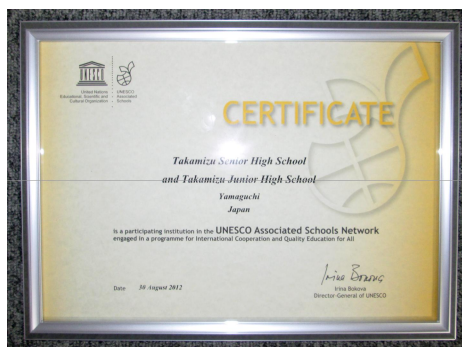 United Nations
Educational, Scientific and
Cultural Organization
UNESCO
Associated
Schools
CERTIFICATE
Takamizu Senior High School
and Takamizu Junior High School
Yamaguchi
Japan
Is a participating institution in the UNESCO Associated Schools Network
engaged in a programme for International Cooperation and Quality Education for All
Irina Bokova
Date 30 August 2012
Irina Bokova
Director-General of UNESCO